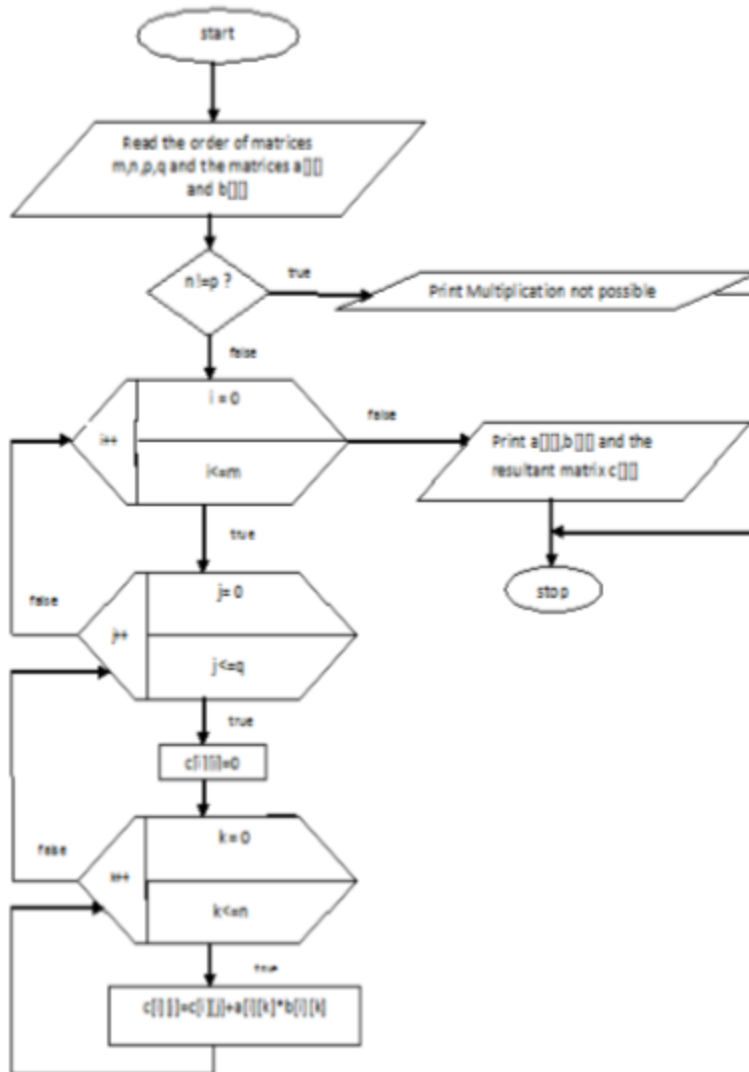 start
Read the order of matrices
m,n,p,q and the matrices a[][]
and b[][]
n!=p ?
true
Print Multiplication not possible
false
i = 0
i++
i<=m
false
Print a[][],b[][] and the
resultant matrix c[][]
true
stop
false
j= 0
j++
j<=q
true
c[i][j]=0
false
k= 0
k<=n
true